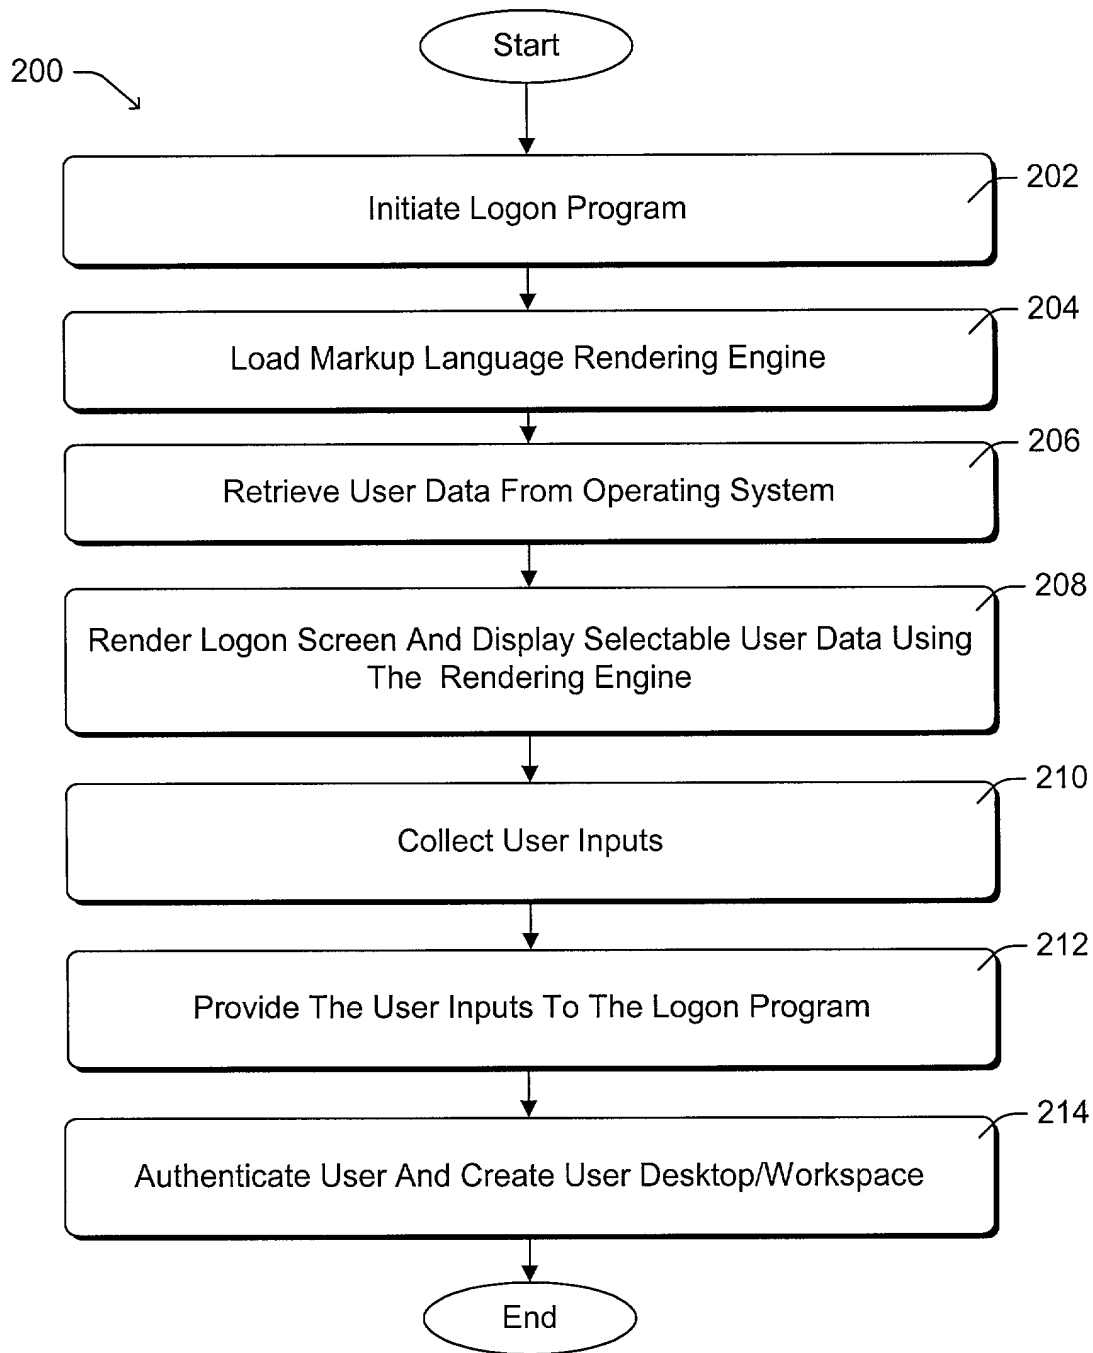 Start
200
202
Initiate Logon Program
204
Load Markup Language Rendering Engine
206
Retrieve User Data From Operating System
208
Render Logon Screen And Display Selectable User Data Using
The Rendering Engine
210
Collect User Inputs
212
Provide The User Inputs To The Logon Program
214
Authenticate User And Create User Desktop/Workspace
End